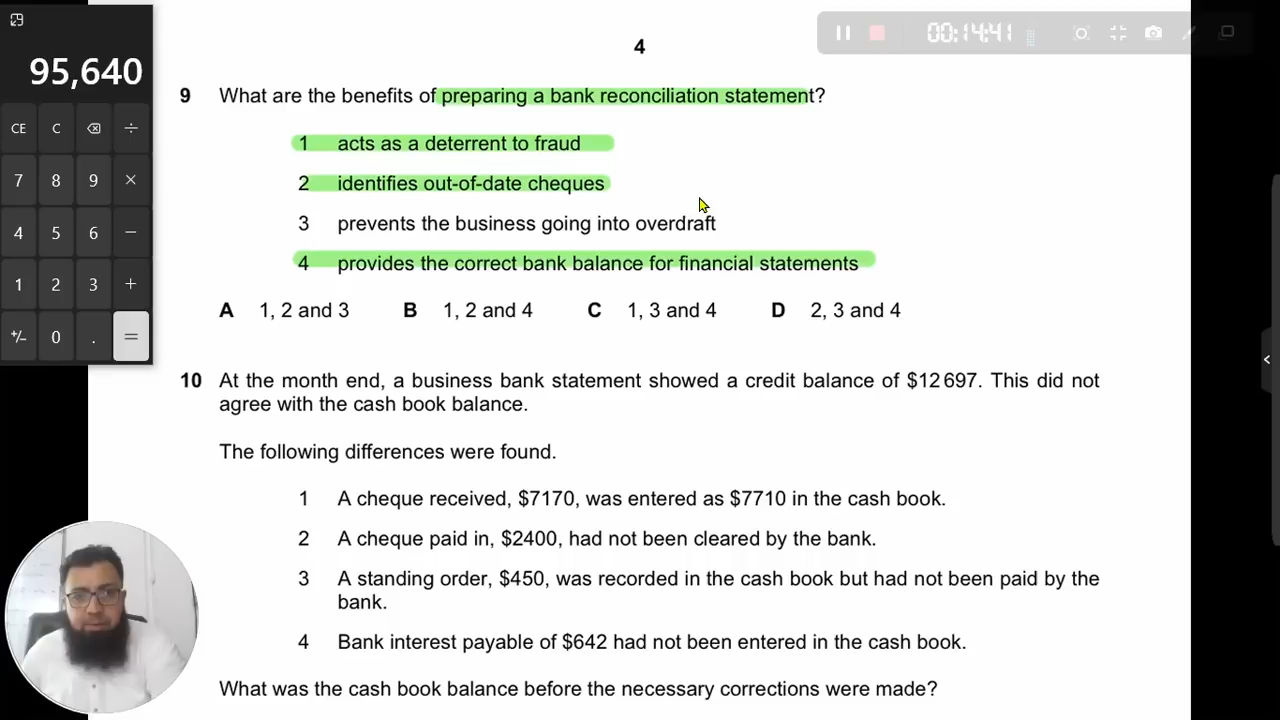 95,640
CE C ÷
7 8 9 ×
4 5 6 −
1 2 3 +
+/− 0 . =
00:14:41
4
9 What are the benefits of preparing a bank reconciliation statement?
1 acts as a deterrent to fraud
2 identifies out-of-date cheques
3 prevents the business going into overdraft
4 provides the correct bank balance for financial statements
A 1, 2 and 3 B 1, 2 and 4 C 1, 3 and 4 D 2, 3 and 4
10 At the month end, a business bank statement showed a credit balance of $12 697. This did not
agree with the cash book balance.
The following differences were found.
1 A cheque received, $7170, was entered as $7710 in the cash book.
2 A cheque paid in, $2400, had not been cleared by the bank.
3 A standing order, $450, was recorded in the cash book but had not been paid by the
bank.
4 Bank interest payable of $642 had not been entered in the cash book.
What was the cash book balance before the necessary corrections were made?